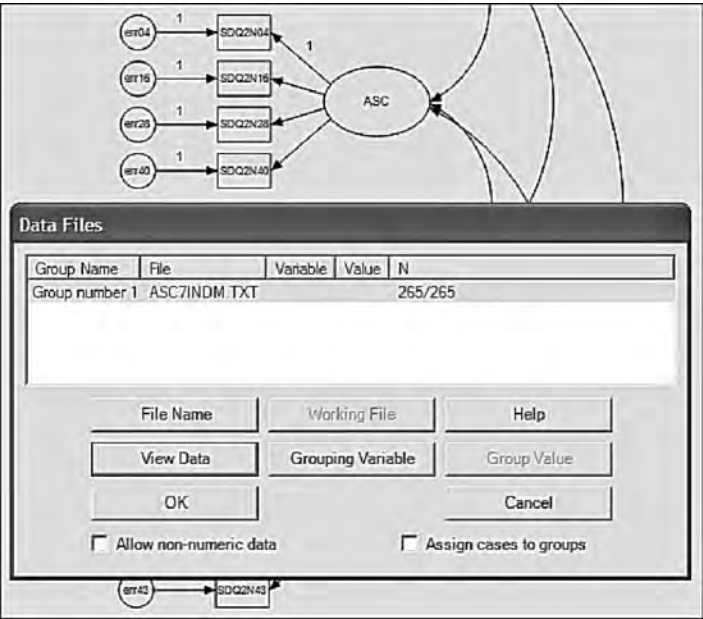 1
err04 SDQ2N04
1
1
err16 SDQ2N16
ASC
1
err28 SDQ2N28
1
err40 SDQ2N40
Data Files
Group Name File Variable Value N
Group number 1 ASC7INDM.TXT 265/265
File Name Working File Help
View Data Grouping Variable Group Value
OK Cancel
Allow non-numeric data Assign cases to groups
err43 SDQ2N43